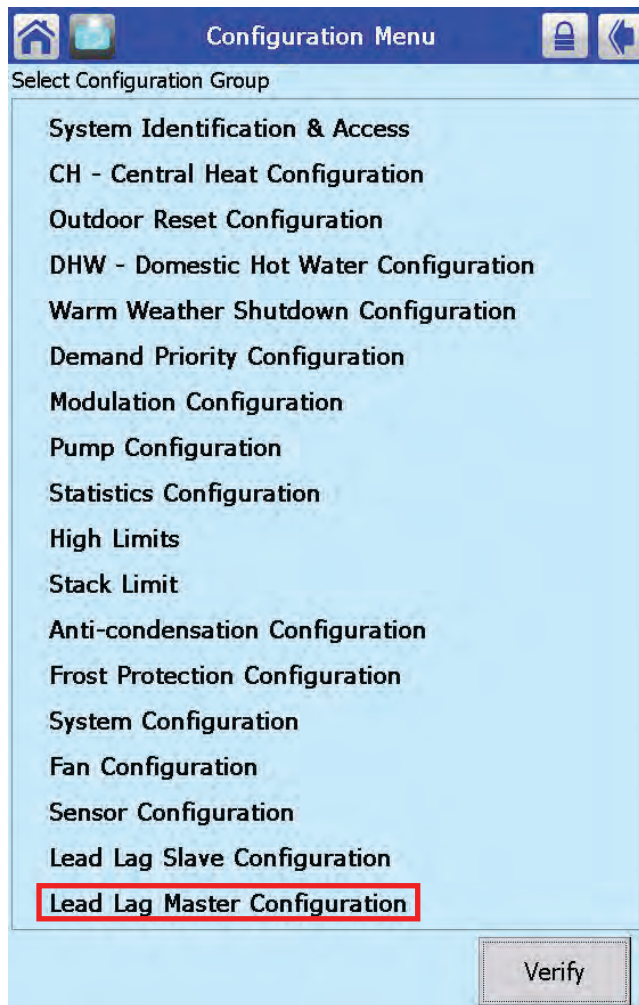 Configuration Menu
Select Configuration Group
System Identification & Access
CH - Central Heat Configuration
Outdoor Reset Configuration
DHW - Domestic Hot Water Configuration
Warm Weather Shutdown Configuration
Demand Priority Configuration
Modulation Configuration
Pump Configuration
Statistics Configuration
High Limits
Stack Limit
Anti-condensation Configuration
Frost Protection Configuration
System Configuration
Fan Configuration
Sensor Configuration
Lead Lag Slave Configuration
Lead Lag Master Configuration
Verify